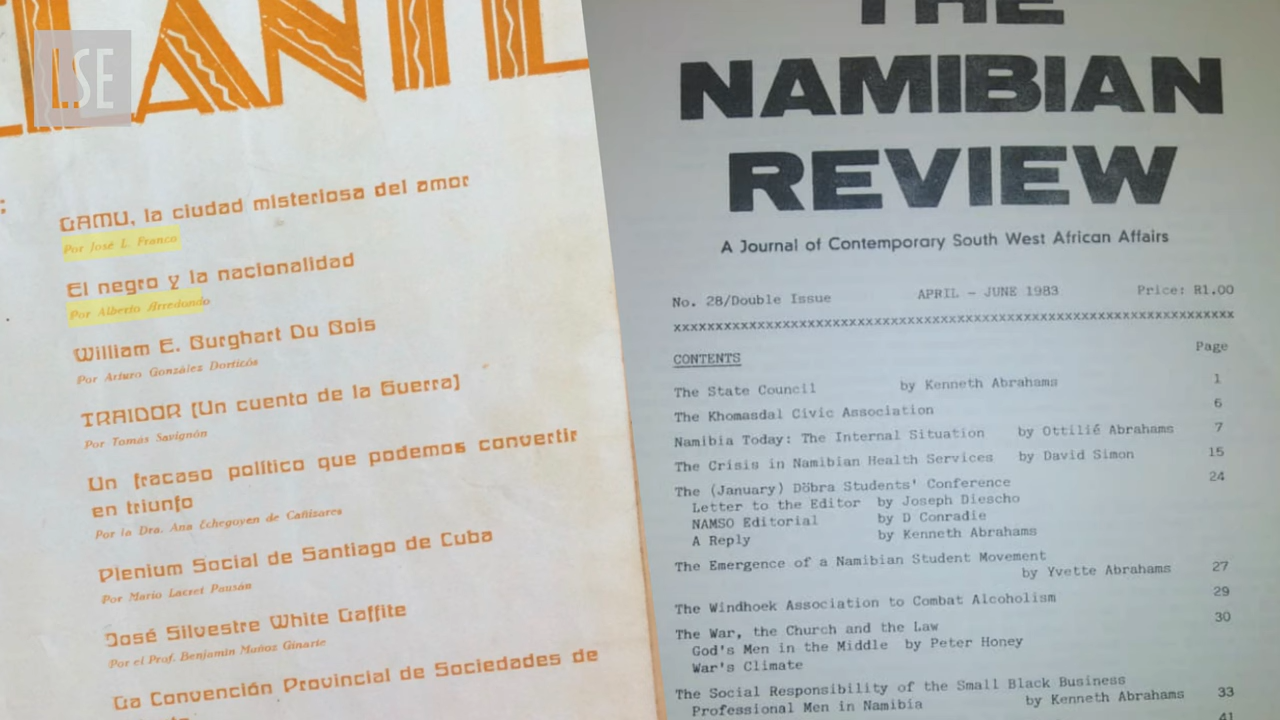 LSE
GAMU, la ciudad misteriosa del amor
Por José L. Franco
El negro y la nacionalidad
Por Alberto Arredondo
William E. Burghart Du Bois
Por Arturo González Dorticós
TRAIDOR (Un cuento de la Guerra)
Por Tomás Savignón
Un fracaso político que podemos convertir
en triunfo
Por la Dra. Ana Echegoyen de Cañizares
Plenium Social de Santiago de Cuba
Por Mario Lacret Pausán
José Silvestre White Laffite
Por el Prof. Benjamin Muñoz Ginarte
La Convención Provincial de Sociedades de
THE
NAMIBIAN
REVIEW
A Journal of Contemporary South West African Affairs
No. 28/Double Issue APRIL - JUNE 1983 Price: R1.00
xxxxxxxxxxxxxxxxxxxxxxxxxxxxxxxxxxxxxxxxxxxxxxxxxxxxxxxxxxxxxxxxxxxxxxxx
CONTENTS Page
The State Council by Kenneth Abrahams 1
The Khomasdal Civic Association 6
Namibia Today: The Internal Situation by Ottilié Abrahams 7
The Crisis in Namibian Health Services by David Simon 15
The (January) Döbra Students' Conference 24
Letter to the Editor by Joseph Diescho
NAMSO Editorial by D Conradie
A Reply by Kenneth Abrahams
The Emergence of a Namibian Student Movement
by Yvette Abrahams 27
The Windhoek Association to Combat Alcoholism 29
The War, the Church and the Law 30
God's Men in the Middle by Peter Honey
War's Climate
The Social Responsibility of the Small Black Business
Professional Men in Namibia by Kenneth Abrahams 33
41